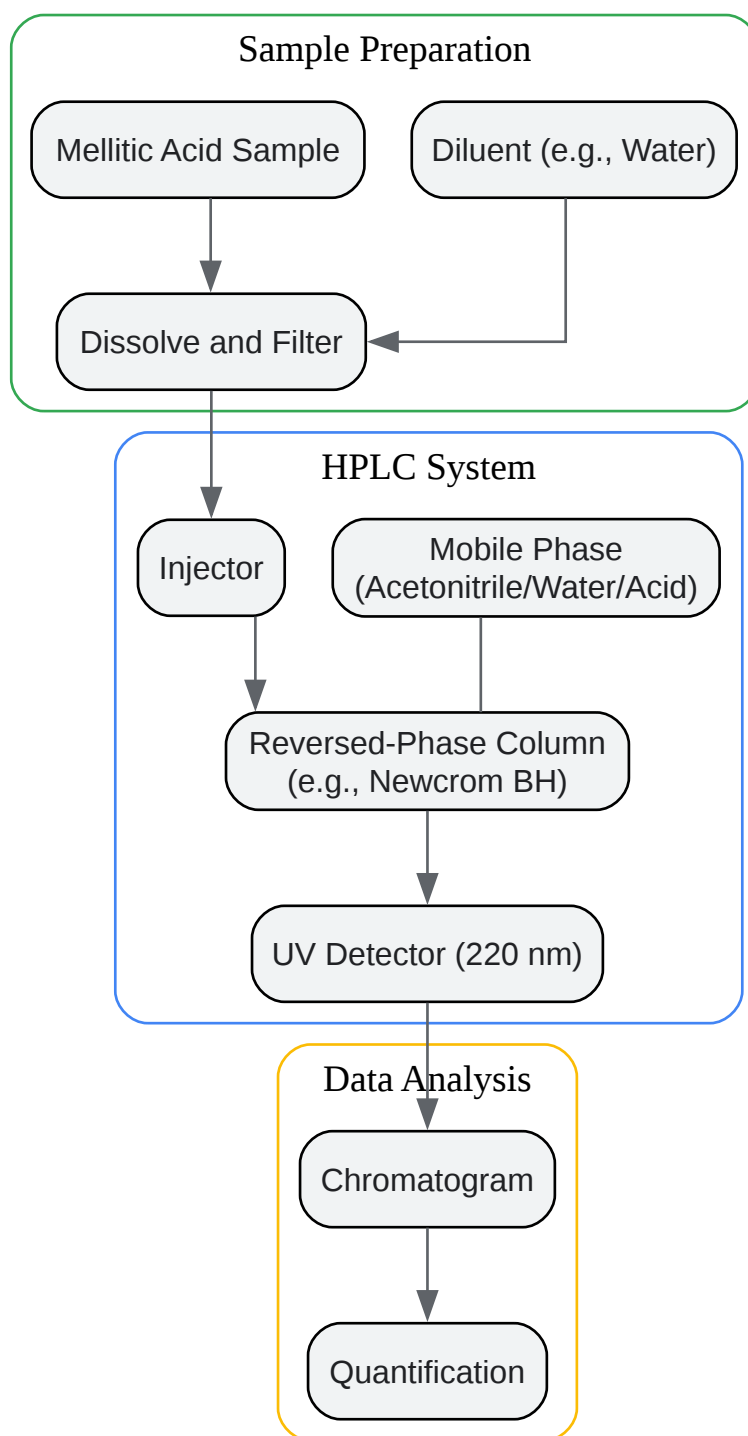 Sample Preparation
Mellitic Acid Sample
Diluent (e.g., Water)
Dissolve and Filter
HPLC System
Injector
Mobile Phase
(Acetonitrile/Water/Acid)
Reversed-Phase Column
(e.g., Newcrom BH)
UV Detector (220 nm)
Data Analysis
Chromatogram
Quantification